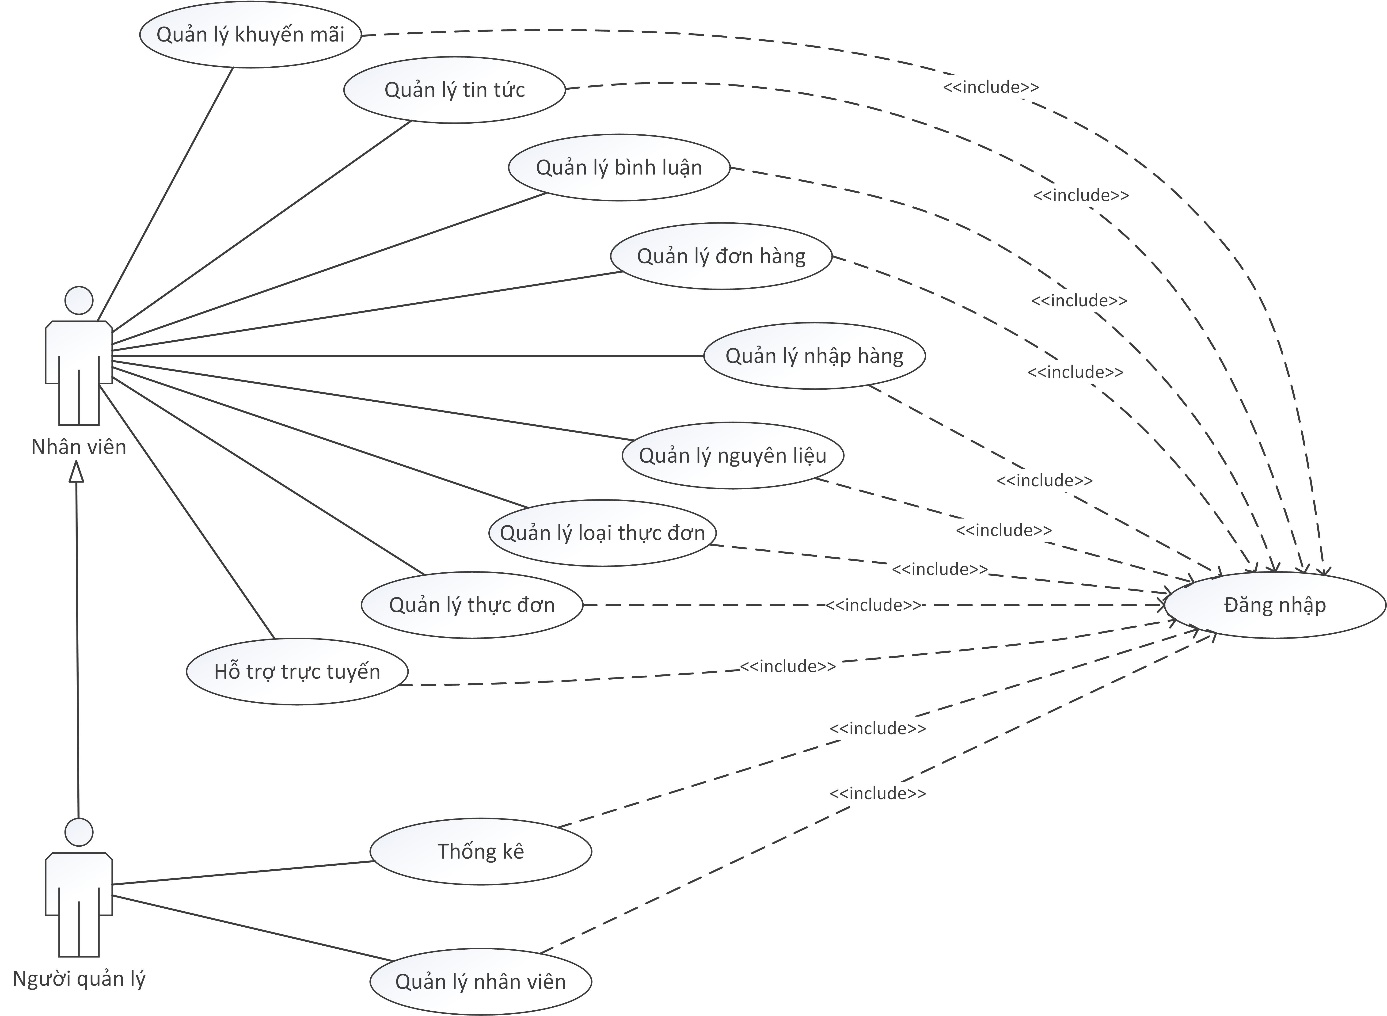 Quản lý khuyến mãi
<<include>>
Quản lý tin tức
Quản lý bình luận
<<include>>
Quản lý đơn hàng
<<include>>
Quản lý nhập hàng
<<include>>
Nhân viên
Quản lý nguyên liệu
<<include>>
Quản lý loại thực đơn
<<include>>
<<include>>
Quản lý thực đơn
<<include>>
Đăng nhập
Hỗ trợ trực tuyến
<<include>>
<<include>>
<<include>>
Thống kê
Người quản lý
Quản lý nhân viên